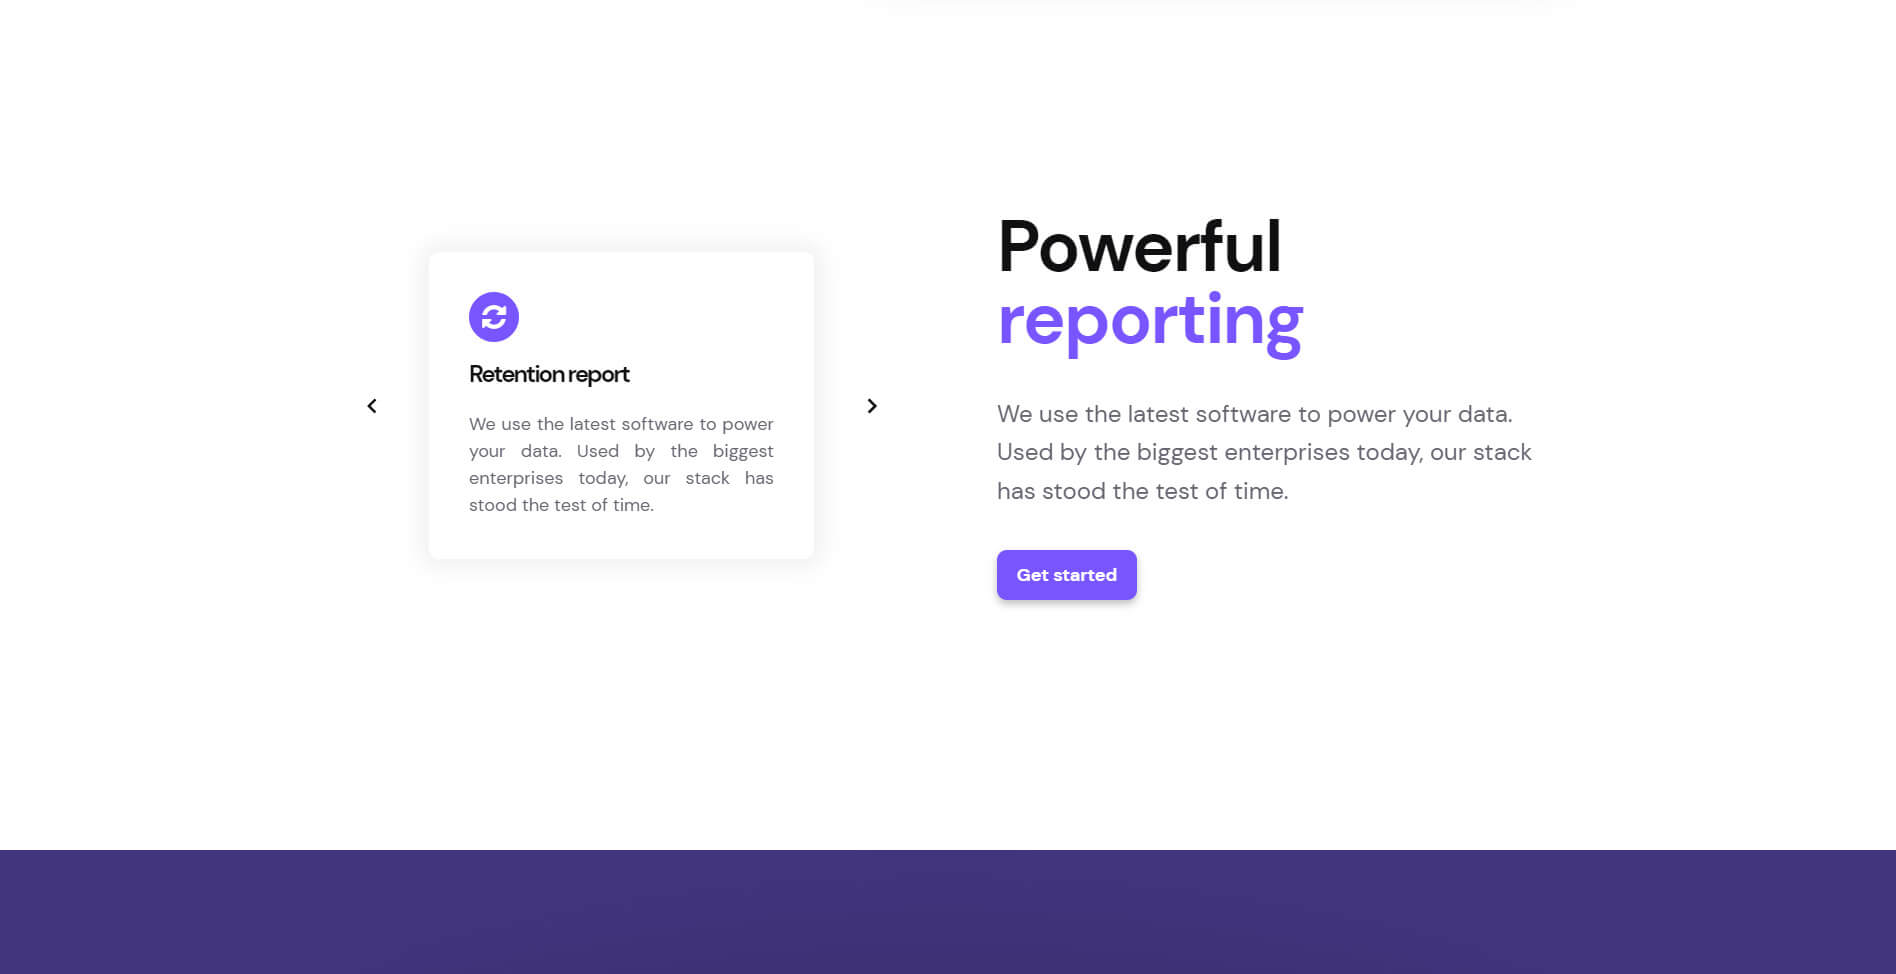 Retention report
We use the latest software to power
your data. Used by the biggest
enterprises today, our stack has
stood the test of time.
Powerful
reporting
We use the latest software to power your data.
Used by the biggest enterprises today, our stack
has stood the test of time.
Get started